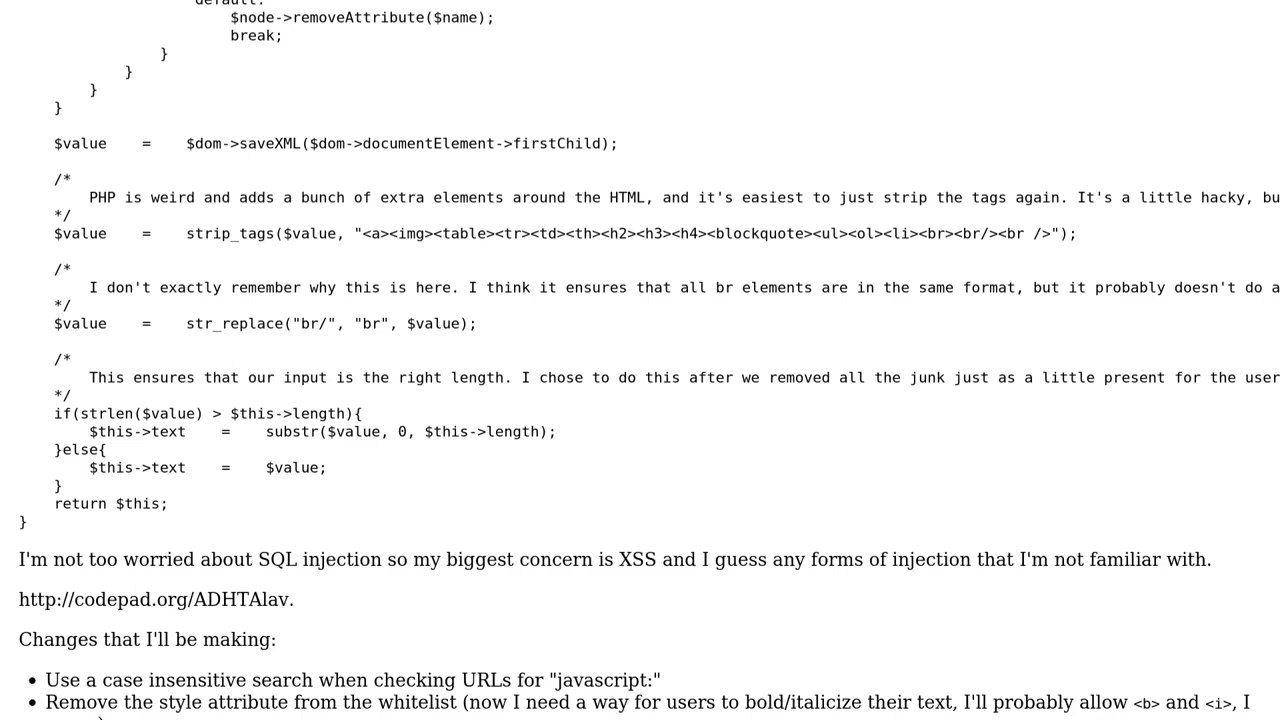 default:
$node->removeAttribute($name);
break;
}
}
}
}
$value    =    $dom->saveXML($dom->documentElement->firstChild);
/*
PHP is weird and adds a bunch of extra elements around the HTML, and it's easiest to just strip the tags again. It's a little hacky, bu
*/
$value    =    strip_tags($value, "<a><img><table><tr><td><th><h2><h3><h4><blockquote><ul><ol><li><br><br/><br />");
/*
I don't exactly remember why this is here. I think it ensures that all br elements are in the same format, but it probably doesn't do a
*/
$value    =    str_replace("br/", "br", $value);
/*
This ensures that our input is the right length. I chose to do this after we removed all the junk just as a little present for the user
*/
if(strlen($value) > $this->length){
$this->text    =    substr($value, 0, $this->length);
}else{
$this->text    =    $value;
}
return $this;
}
I'm not too worried about SQL injection so my biggest concern is XSS and I guess any forms of injection that I'm not familiar with.
http://codepad.org/ADHTAlav.
Changes that I'll be making:
• Use a case insensitive search when checking URLs for "javascript:"
• Remove the style attribute from the whitelist (now I need a way for users to bold/italicize their text, I'll probably allow <b> and <i>, I